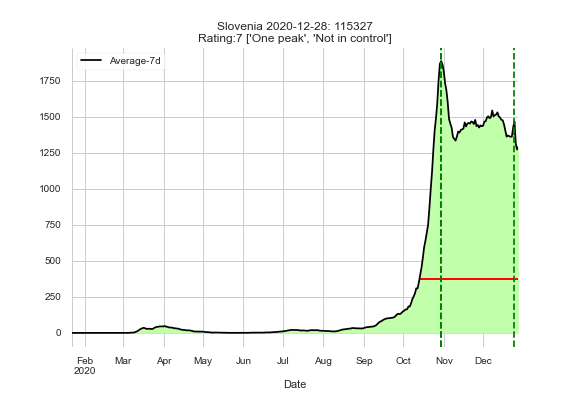 Slovenia 2020-12-28: 115327
Rating:7 ['One peak', 'Not in control']
Average-7d
1750
1500
1250
1000
750
500
250
0
Feb Mar Apr May Jun Jul Aug Sep Oct Nov Dec
2020
Date